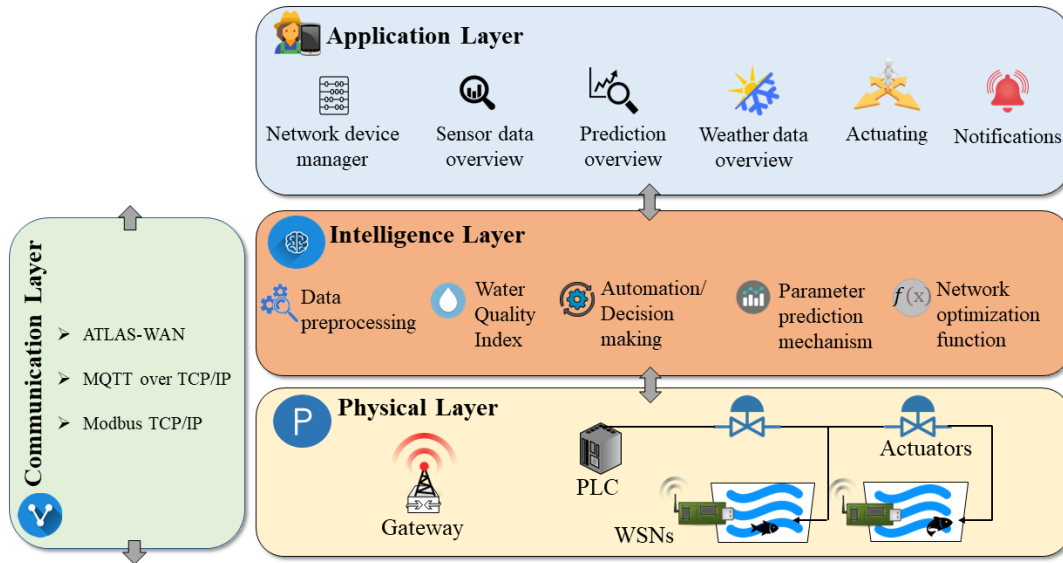 Application Layer
Network device
manager
Sensor data
overview
Prediction
overview
Weather data
overview
Actuating
Notifications
Communication Layer
ATLAS-WAN
MQTT over TCP/IP
Modbus TCP/IP
Intelligence Layer
Data
preprocessing
Water
Quality
Index
Automation/
Decision
making
Parameter
prediction
mechanism
f(x)
Network
optimization
function
P
Physical Layer
Gateway
PLC
WSNs
Actuators